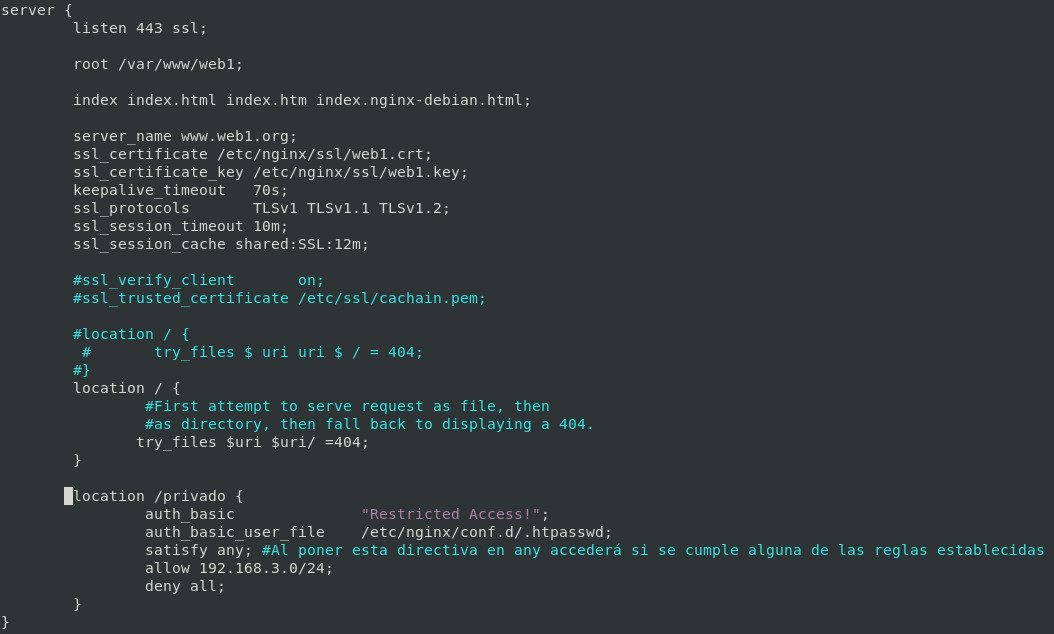 server {
listen 443 ssl;
root /var/www/web1;
index index.html index.htm index.nginx-debian.html;
server_name www.web1.org;
ssl_certificate /etc/nginx/ssl/web1.crt;
ssl_certificate_key /etc/nginx/ssl/web1.key;
keepalive_timeout   70s;
ssl_protocols       TLSv1 TLSv1.1 TLSv1.2;
ssl_session_timeout 10m;
ssl_session_cache shared:SSL:12m;
#ssl_verify_client       on;
#ssl_trusted_certificate /etc/ssl/cachain.pem;
#location / {
#       try_files $ uri uri $ / = 404;
#}
location / {
#First attempt to serve request as file, then
#as directory, then fall back to displaying a 404.
try_files $uri $uri/ =404;
}
location /privado {
auth_basic              "Restricted Access!";
auth_basic_user_file    /etc/nginx/conf.d/.htpasswd;
satisfy any; #Al poner esta directiva en any accederá si se cumple alguna de las reglas establecidas
allow 192.168.3.0/24;
deny all;
}
}